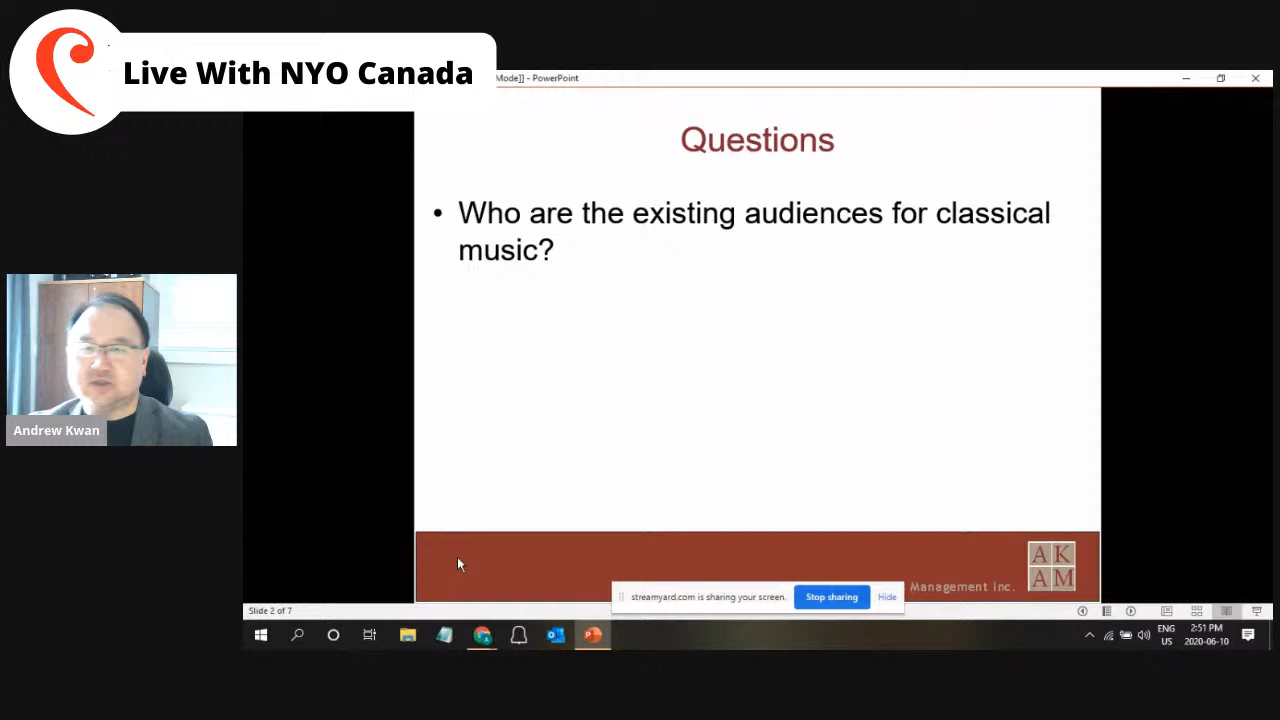 Live With NYO Canada
Mode]] - PowerPoint
Questions
• Who are the existing audiences for classical
music?
Andrew Kwan
AK
AM
Management Inc.
streamyard.com is sharing your screen.
Stop sharing
Hide
Slide 2 of 7
ENG
US
2:51 PM
2020-06-10